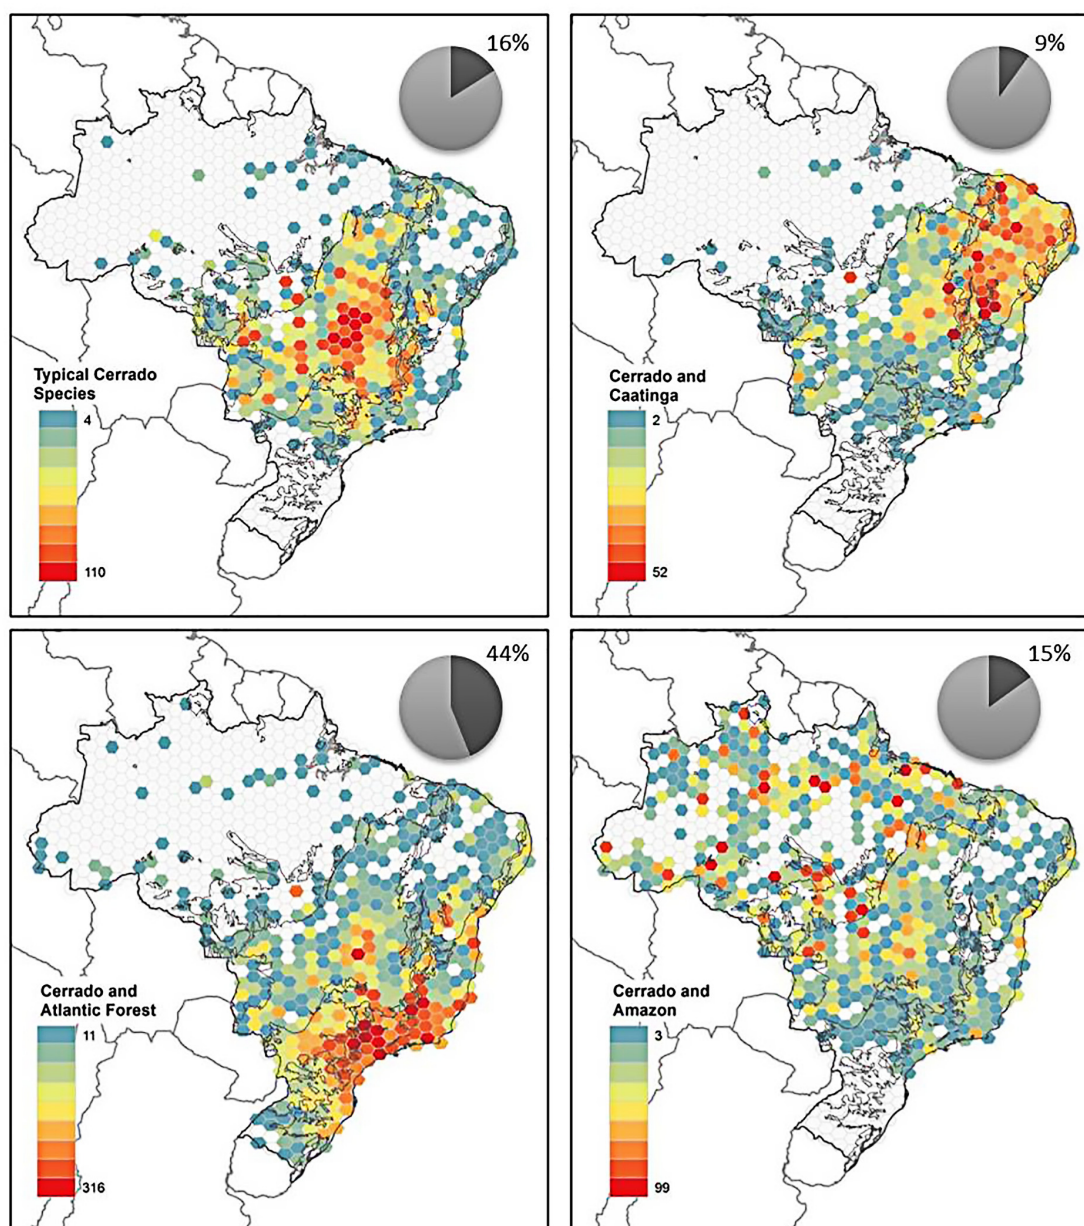 16%
Typical Cerrado
Species
4
110
9%
Cerrado and
Caatinga
2
52
44%
Cerrado and
Atlantic Forest
11
316
15%
Cerrado and
Amazon
3
99